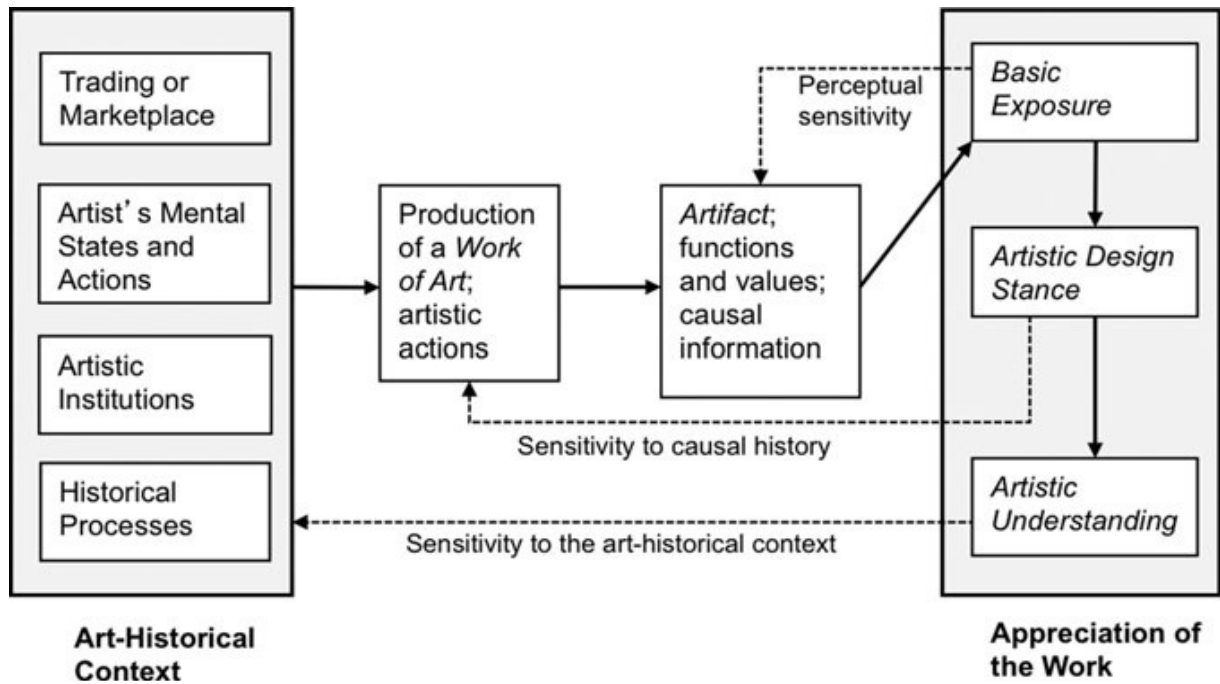 Trading or
Marketplace
Artist’s Mental
States and
Actions
Artistic
Institutions
Historical
Processes
Art-Historical
Context
Production
of a Work
of Art;
artistic
actions
Artifact;
functions
and values;
causal
information
Perceptual
sensitivity
Sensitivity to causal history
Sensitivity to the art-historical context
Basic
Exposure
Artistic Design
Stance
Artistic
Understanding
Appreciation of
the Work